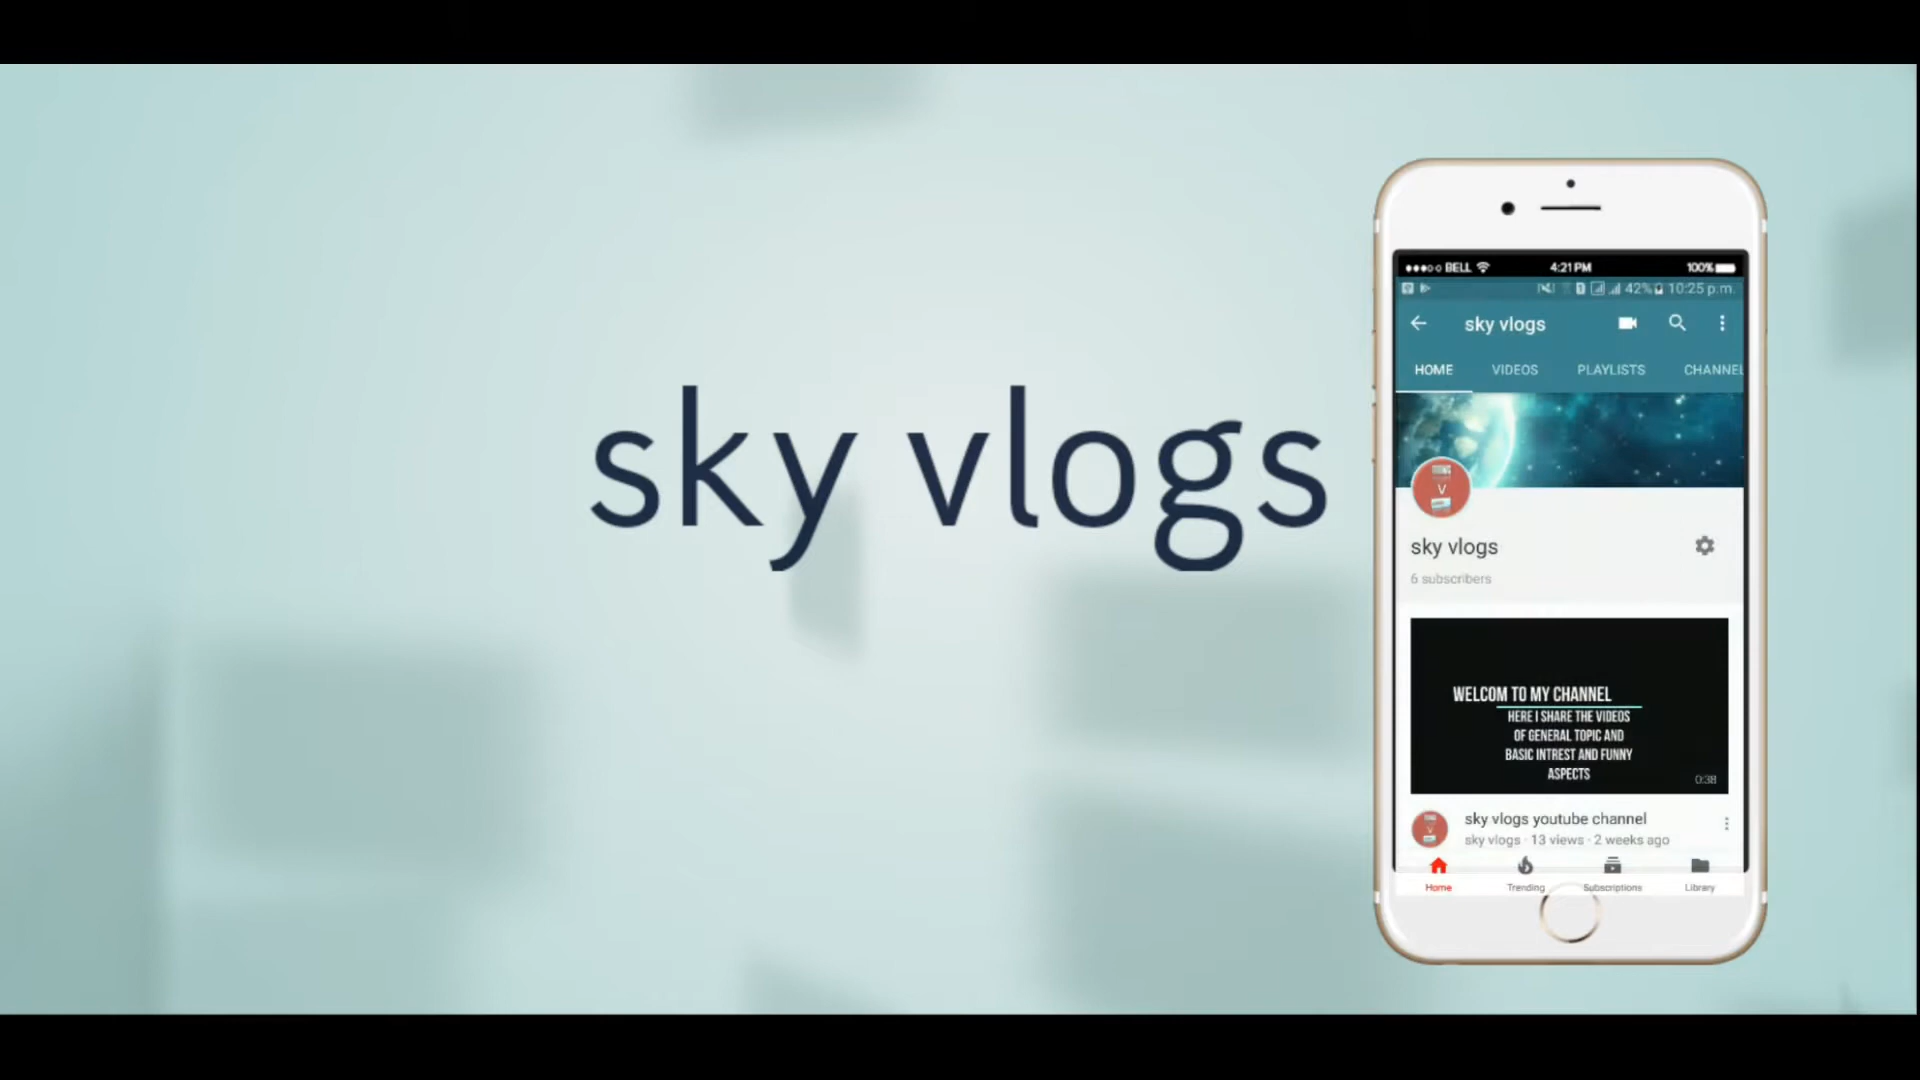 sky vlogs
BELL 4:21 PM 100%
42% 10:25 p.m.
sky vlogs
HOME VIDEOS PLAYLISTS CHANNEL
V
sky vlogs
6 subscribers
WELCOM TO MY CHANNEL
HERE I SHARE THE VIDEOS
OF GENERAL TOPIC AND
BASIC INTREST AND FUNNY
ASPECTS
0:38
sky vlogs youtube channel
sky vlogs · 13 views · 2 weeks ago
Home Trending Subscriptions Library